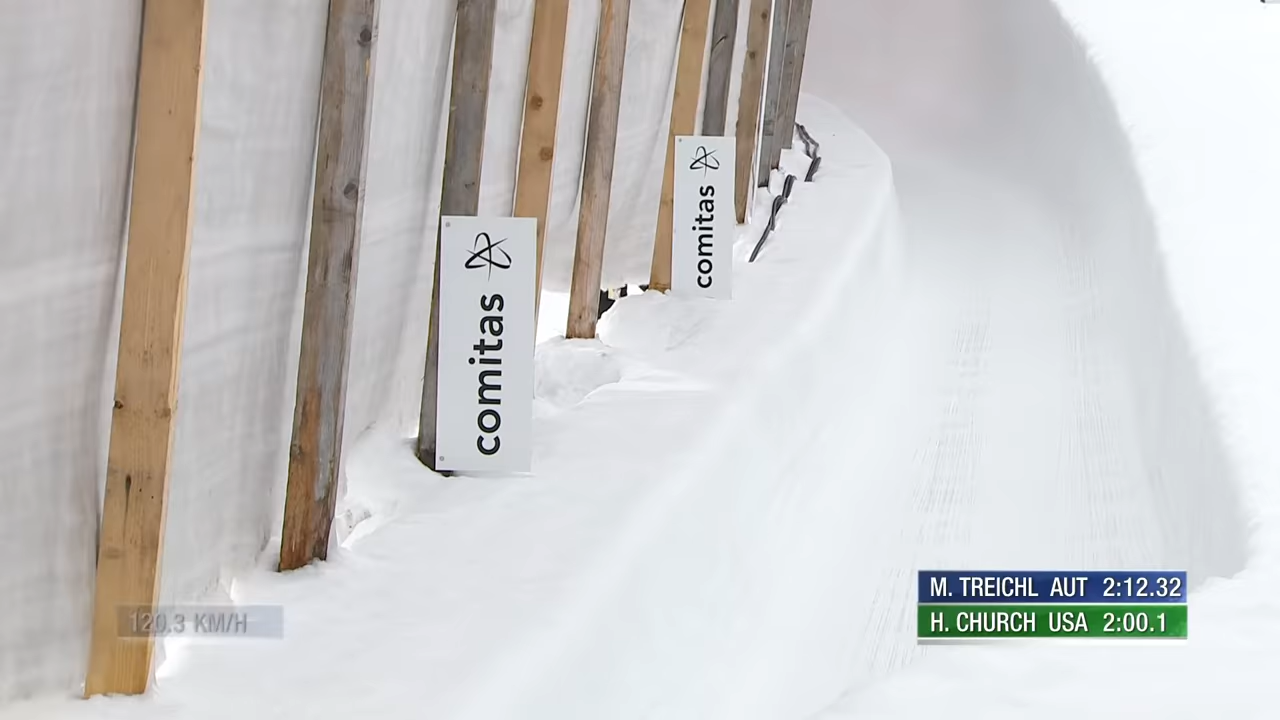 comitas
comitas
M. TREICHL AUT 2:12.32
120.3 KM/H
H. CHURCH USA 2:00.1